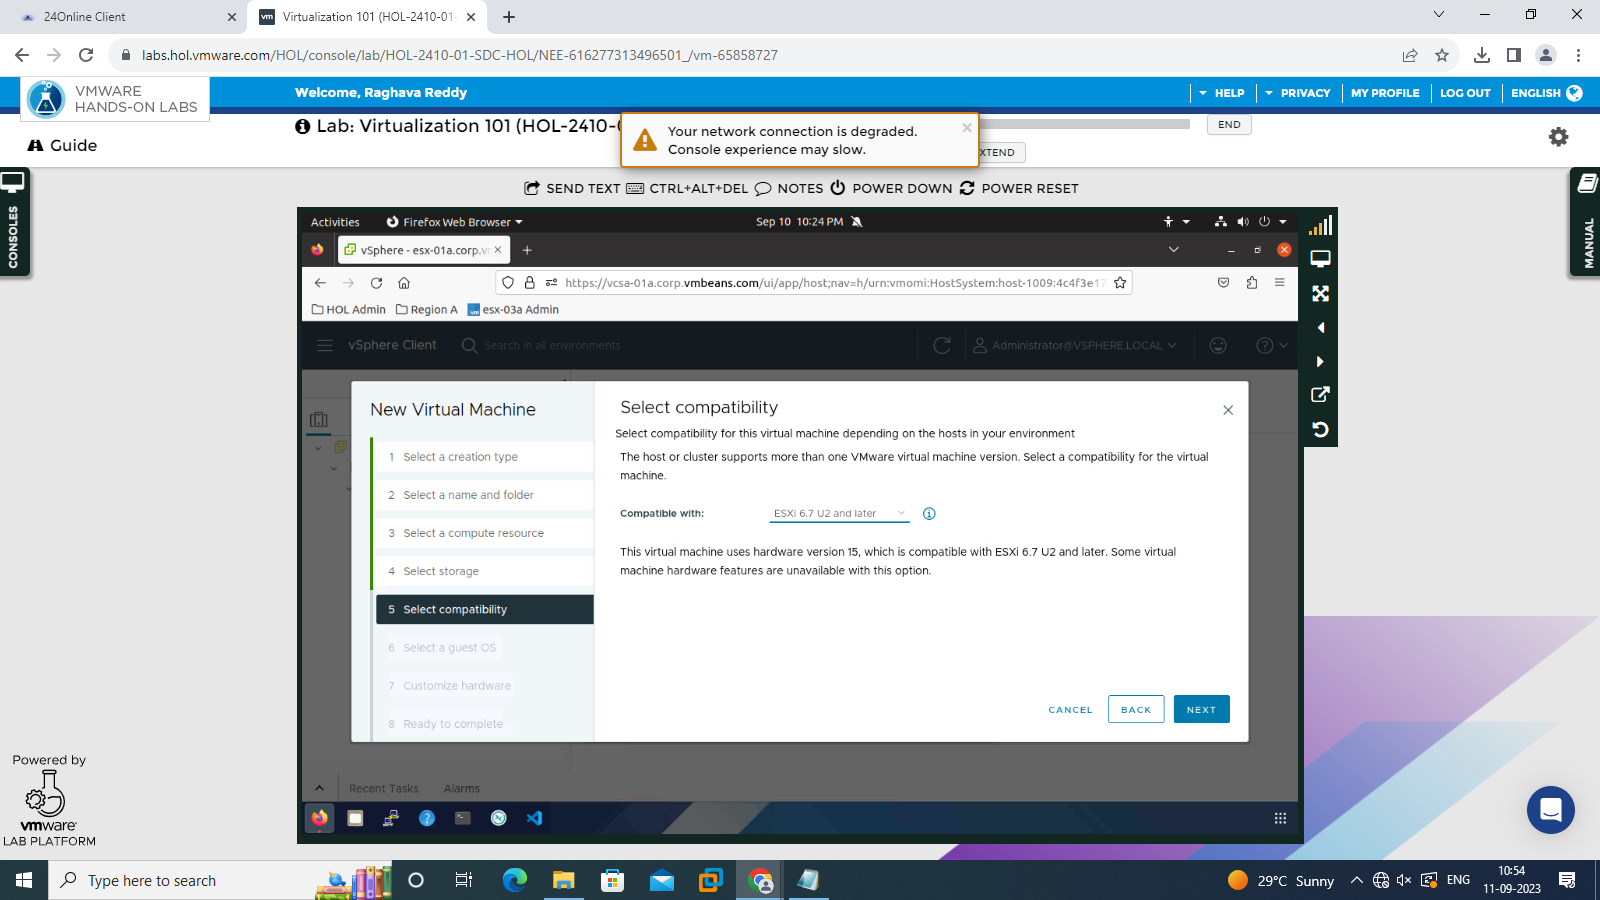 24Online Client
Virtualization 101 (HOL-2410-01-
labs.hol.vmware.com/HOL/console/lab/HOL-2410-01-SDC-HOL/NEE-616277313496501_/vm-65858727
VMWARE
HANDS-ON LABS
Welcome, Raghava Reddy
HELP
PRIVACY
MY PROFILE
LOG OUT
ENGLISH
Guide
Lab: Virtualization 101 (HOL-2410-
Your network connection is degraded.
Console experience may slow.
END
XTEND
CONSOLES
MANUAL
SEND TEXT
CTRL+ALT+DEL
NOTES
POWER DOWN
POWER RESET
Activities
Firefox Web Browser
Sep 10 10:24 PM
vSphere - esx-01a.corp.v
https://vcsa-01a.corp.vmbeans.com/ui/app/host;nav=h/urn:vmomi:HostSystem:host-1009:4c4f3e17
HOL Admin
Region A
esx-03a Admin
vSphere Client
Search in all environments
Administrator@VSPHERE.LOCAL
New Virtual Machine
1 Select a creation type
2 Select a name and folder
3 Select a compute resource
4 Select storage
5 Select compatibility
6 Select a guest OS
7 Customize hardware
8 Ready to complete
Select compatibility
Select compatibility for this virtual machine depending on the hosts in your environment
The host or cluster supports more than one VMware virtual machine version. Select a compatibility for the virtual
machine.
Compatible with:
ESXi 6.7 U2 and later
This virtual machine uses hardware version 15, which is compatible with ESXi 6.7 U2 and later. Some virtual
machine hardware features are unavailable with this option.
CANCEL
BACK
NEXT
Recent Tasks
Alarms
Powered by
vmware
LAB PLATFORM
Type here to search
29°C Sunny
ENG
10:54
11-09-2023